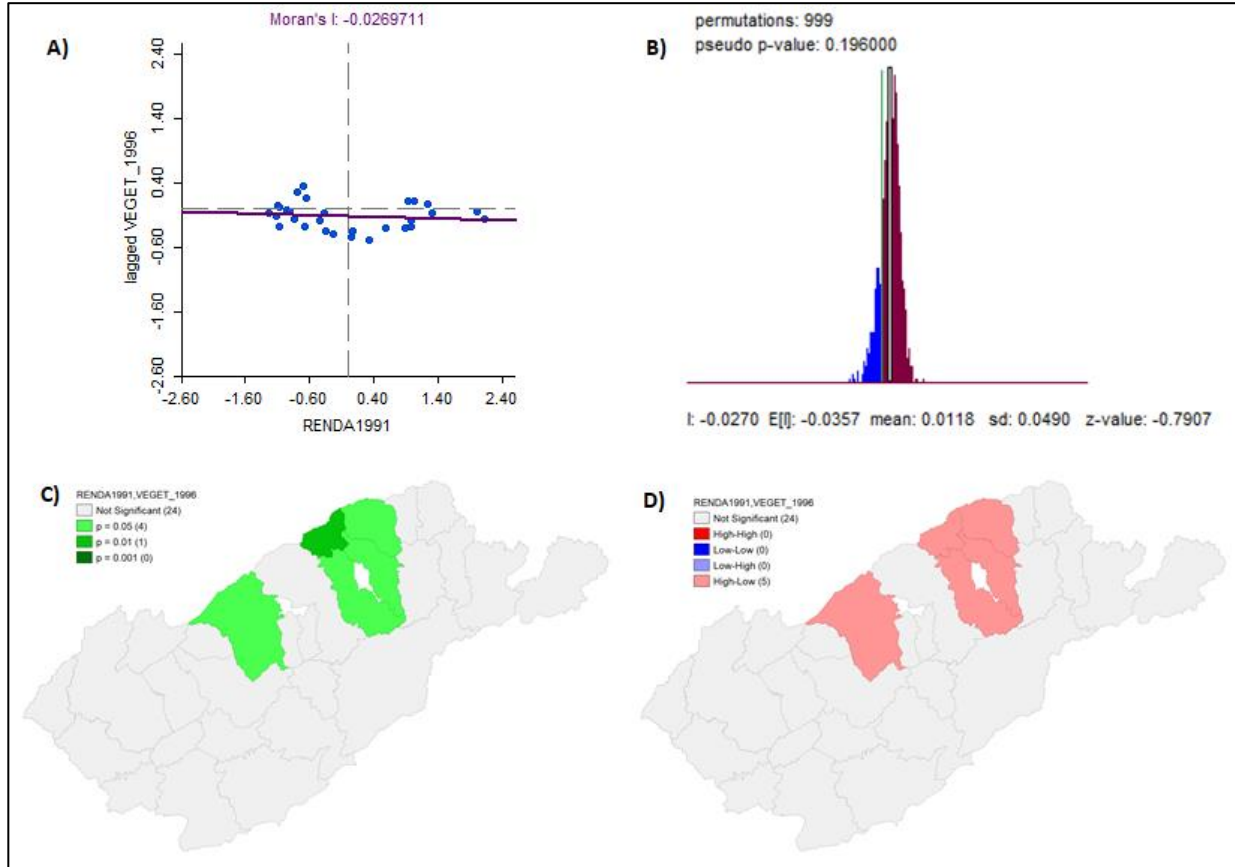 A)
Moran's I: -0.0269711
lagged VEGET_1996
2.40
1.40
0.40
-0.60
-1.60
-2.60
-2.60 -1.60 -0.60 0.40 1.40 2.40
RENDA1991
B)
permutations: 999
pseudo p-value: 0.196000
I: -0.0270 E[I]: -0.0357 mean: 0.0118 sd: 0.0490 z-value: -0.7907
C)
RENDA1991,VEGET_1996
Not Significant (24)
p = 0.05 (4)
p = 0.01 (1)
p = 0.001 (0)
D)
RENDA1991,VEGET_1996
Not Significant (24)
High-High (0)
Low-Low (0)
Low-High (0)
High-Low (5)